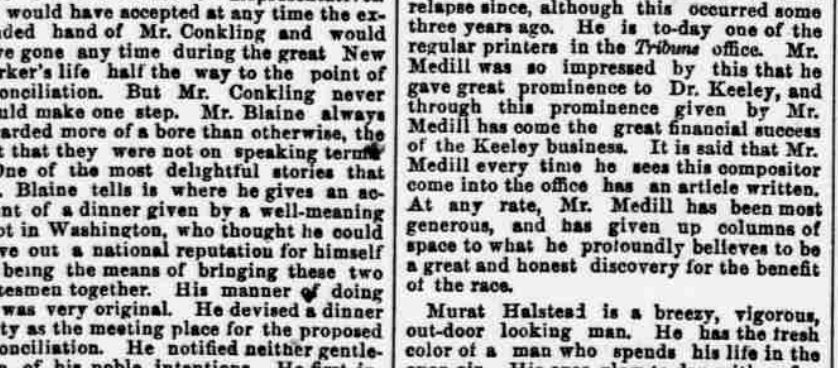 would have accepted at any time the ex-
ded hand of Mr. Conkling and would
ve gone any time during the great New
rker's life half the way to the point of
onciliation. But Mr. Conkling never
uld make one step. Mr. Blaine always
arded more of a bore than otherwise, the
t that they were not on speaking terms
One of the most delightful stories that
. Blaine tells is where he gives an ac-
nt of a dinner given by a well-meaning
ot in Washington, who thought he could
ve out a national reputation for himself
being the means of bringing these two
tesmen together. His manner of doing
was very original. He devised a dinner
ty as the meeting place for the proposed
onciliation. He notified neither gentle-
of his noble intentions. He first in-
relapse since, although this occurred some
three years ago. He is to-day one of the
regular printers in the Tribune office. Mr.
Medill was so impressed by this that he
gave great prominence to Dr. Keeley, and
through this prominence given by Mr.
Medill has come the great financial success
of the Keeley business. It is said that Mr.
Medill every time he sees this compositor
come into the office has an article written.
At any rate, Mr. Medill has been most
generous, and has given up columns of
space to what he profoundly believes to be
a great and honest discovery for the benefit
of the race.
Murat Halstead is a breezy, vigorous,
out-door looking man. He has the fresh
color of a man who spends his life in the